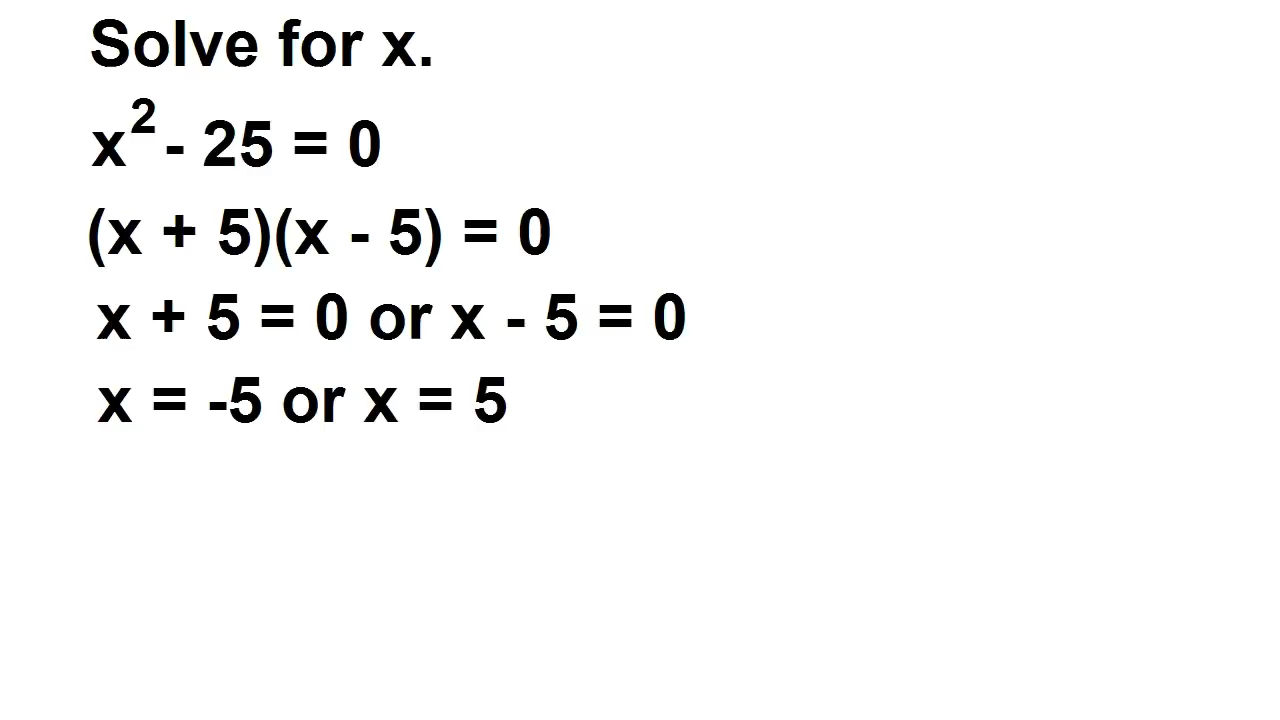 Solve for x.
x² - 25 = 0
(x + 5)(x - 5) = 0
x + 5 = 0 or x - 5 = 0
x = -5 or x = 5